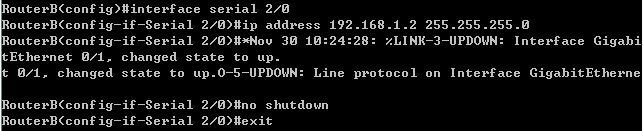 RouterB(config)#interface serial 2/0
RouterB(config-if-Serial 2/0)#ip address 192.168.1.2 255.255.255.0
RouterB(config-if-Serial 2/0)#*Nov 30 10:24:28: %LINK-3-UPDOWN: Interface Gigabi
tEthernet 0/1, changed state to up.
t 0/1, changed state to up.O-5-UPDOWN: Line protocol on Interface GigabitEtherne
RouterB(config-if-Serial 2/0)#no shutdown
RouterB(config-if-Serial 2/0)#exit